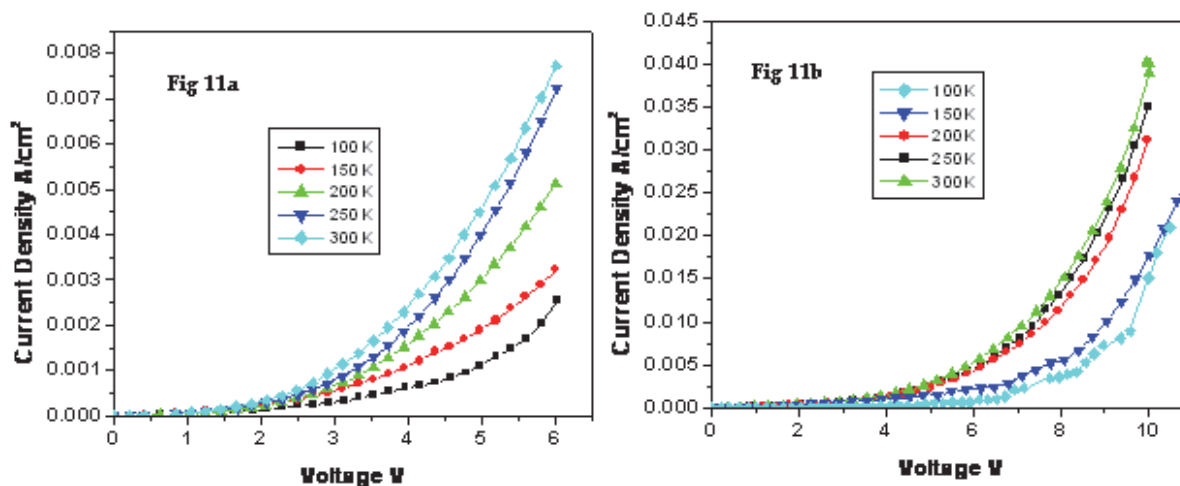 Fig 11a
Current Density A/cm²
0.008
0.007
0.006
0.005
0.004
0.003
0.002
0.001
0.000
100 K
150 K
200 K
250 K
300 K
0 1 2 3 4 5 6
Voltage V
Fig 11b
Current Density A/cm²
0.045
0.040
0.035
0.030
0.025
0.020
0.015
0.010
0.005
0.000
100K
150K
200K
250K
300K
0 2 4 6 8 10
Voltage V